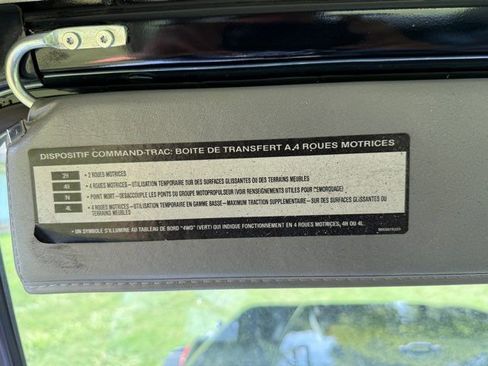 DISPOSITIF COMMAND-TRAC: BOITE DE TRANSFERT A,4 ROUES MOTRICES
2H • 2 ROUES MOTRICES
4H • 4 ROUES MOTRICES—UTILISATION TEMPORAIRE SUR DES SURFACES GLISSANTES OU DES TERRAINS MEUBLES
N • POINT MORT—DESACCOUPLE LES PONTS DU GROUPE MOTOPROPULSEUR (VOIR RENSEIGNEMENTS UTILES POUR REMORQUAGE)
4L • 4 ROUES MOTRICES—UTILISATION TEMPORAIRE EN GAMME BASSE—MAXIMUM TRACTION SUPPLEMENTAIRE—SUR DES SURFACES GLISSANTES OU
TERRAINS MEUBLES
• UN SYMBOLE S'ILLUMINE AU TABLEAU DE BORD "4WD" (VERT) QUI INDIQUE FONCTIONNEMENT EN 4 ROUES MOTRICES, 4H OU 4L.